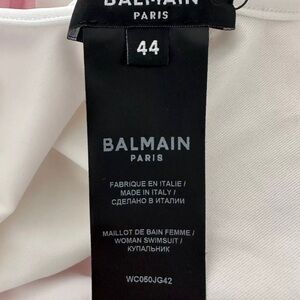 BALMAIN
PARIS
44
BALMAIN
PARIS
FABRIQUE EN ITALIE /
MADE IN ITALY /
СДЕЛАНО В ИТАЛИИ
MAILLOT DE BAIN FEMME /
WOMAN SWIMSUIT /
КУПАЛЬНИК
WC050JG42